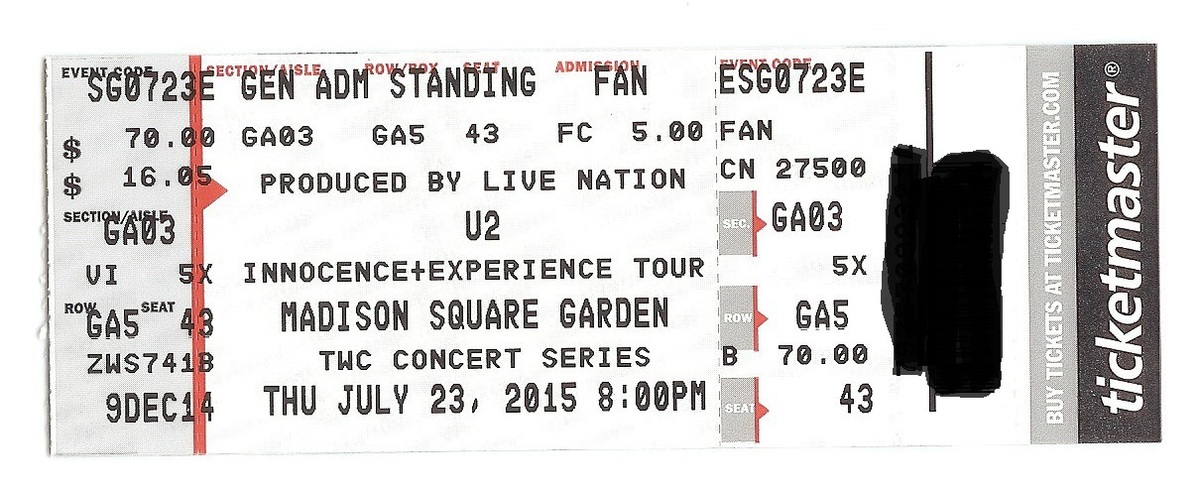 EVENT CODE SECTION/AISLE ROW/BOX SEAT ADMISSION EVENT CODE
SG0723E GEN ADM STANDING FAN ESG0723E
$ 70.00 GA03 GA5 43 FC 5.00 FAN
$ 16.05 PRODUCED BY LIVE NATION CN 27500
SECTION/AISLE
GA03 U2 SEC. GA03
VI 5X INNOCENCE+EXPERIENCE TOUR 5X
ROW SEAT
GA5 43 MADISON SQUARE GARDEN ROW GA5
ZWS741B TWC CONCERT SERIES B 70.00
9DEC14 THU JULY 23, 2015 8:00PM SEAT 43
BUY TICKETS AT TICKETMASTER.COM
ticketmaster®